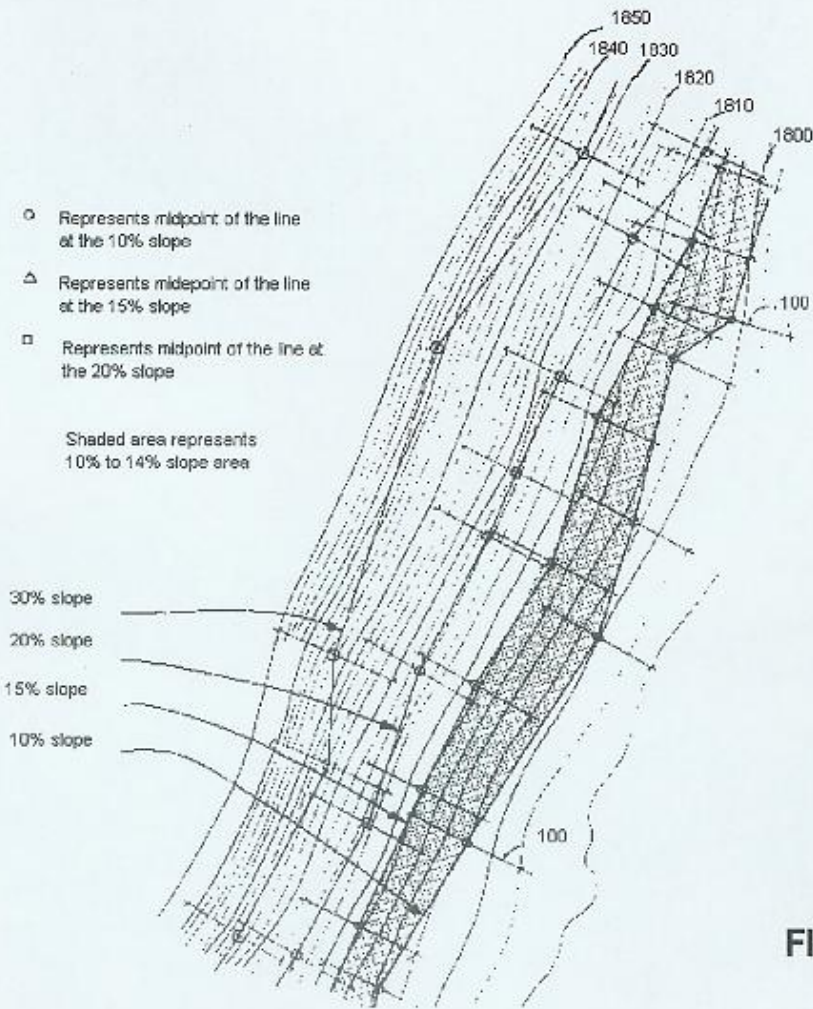 1850
1840
1830
1820
1810
1800
Represents midpoint of the line
at the 10% slope
Represents midepoint of the line
at the 15% slope
100
Represents midpoint of the line at
the 20% slope
Shaded area represents
10% to 14% slope area
30% slope
20% slope
15% slope
10% slope
100
FI